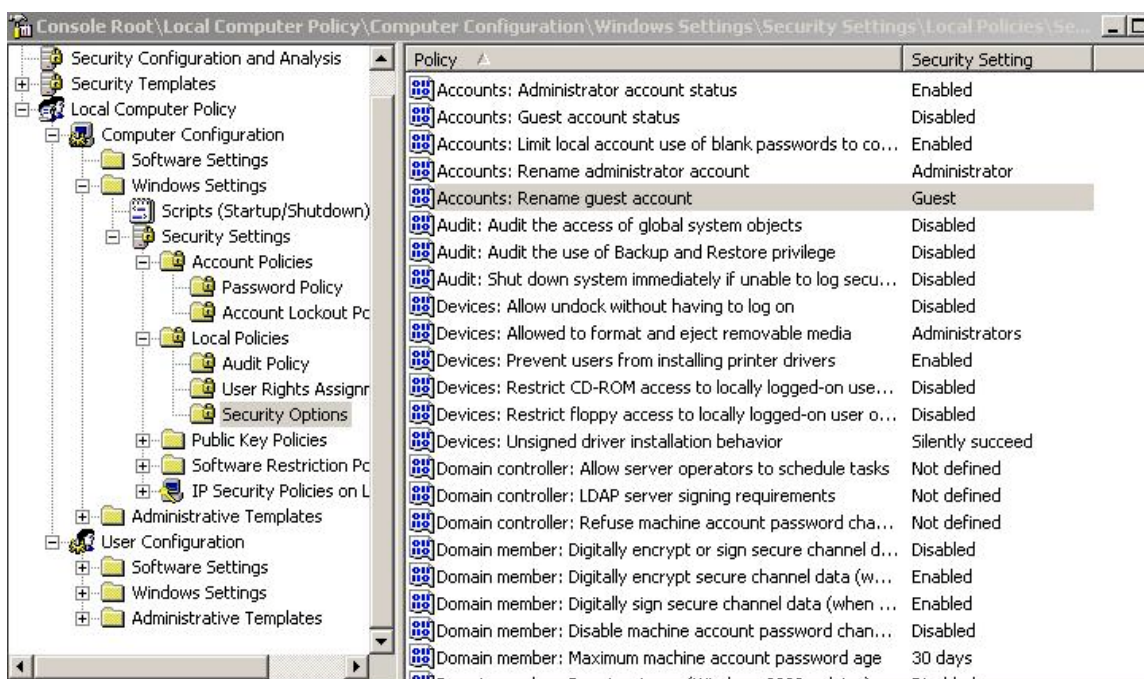 Console Root\Local Computer Policy\Computer Configuration\Windows Settings\Security Settings\Local Policies\Se...
Security Configuration and Analysis
Security Templates
Local Computer Policy
Computer Configuration
Software Settings
Windows Settings
Scripts (Startup/Shutdown)
Security Settings
Account Policies
Password Policy
Account Lockout Pc
Local Policies
Audit Policy
User Rights Assignr
Security Options
Public Key Policies
Software Restriction Pc
IP Security Policies on L
Administrative Templates
User Configuration
Software Settings
Windows Settings
Administrative Templates
Policy Security Setting
Accounts: Administrator account status Enabled
Accounts: Guest account status Disabled
Accounts: Limit local account use of blank passwords to co... Enabled
Accounts: Rename administrator account Administrator
Accounts: Rename guest account Guest
Audit: Audit the access of global system objects Disabled
Audit: Audit the use of Backup and Restore privilege Disabled
Audit: Shut down system immediately if unable to log secu... Disabled
Devices: Allow undock without having to log on Disabled
Devices: Allowed to format and eject removable media Administrators
Devices: Prevent users from installing printer drivers Enabled
Devices: Restrict CD-ROM access to locally logged-on use... Disabled
Devices: Restrict floppy access to locally logged-on user o... Disabled
Devices: Unsigned driver installation behavior Silently succeed
Domain controller: Allow server operators to schedule tasks Not defined
Domain controller: LDAP server signing requirements Not defined
Domain controller: Refuse machine account password cha... Not defined
Domain member: Digitally encrypt or sign secure channel d... Disabled
Domain member: Digitally encrypt secure channel data (w... Enabled
Domain member: Digitally sign secure channel data (when ... Enabled
Domain member: Disable machine account password chan... Disabled
Domain member: Maximum machine account password age 30 days